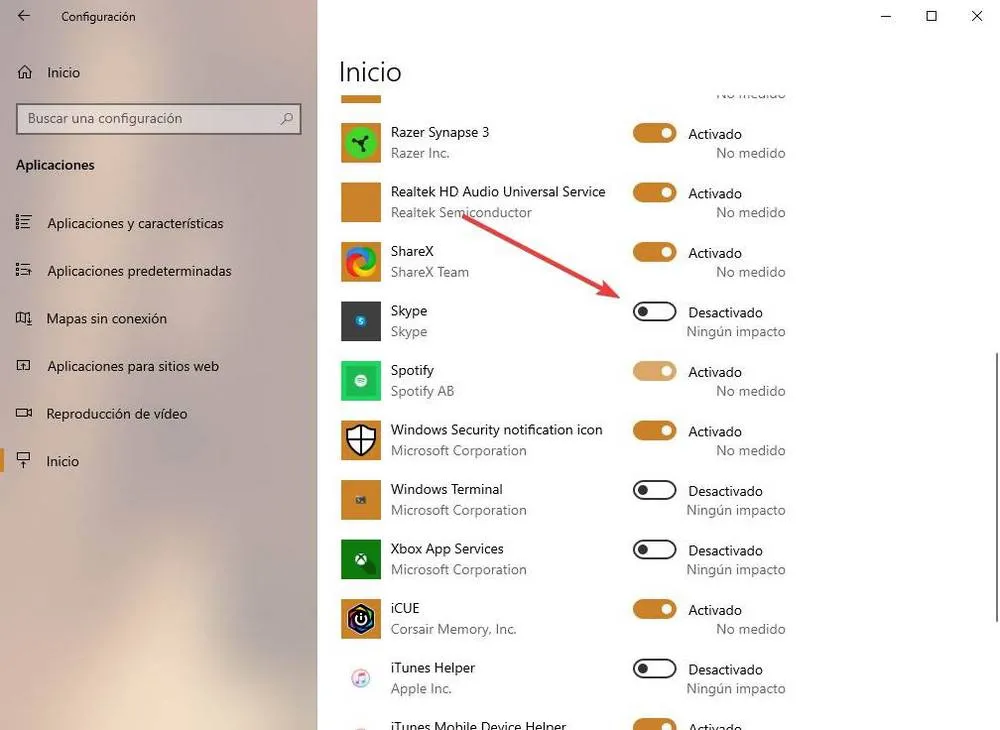 Configuración
Inicio
Buscar una configuración
Aplicaciones
Aplicaciones y características
Aplicaciones predeterminadas
Mapas sin conexión
Aplicaciones para sitios web
Reproducción de vídeo
Inicio
Inicio
No medido
Razer Synapse 3
Activado
Razer Inc.
No medido
Realtek HD Audio Universal Service
Activado
Realtek Semiconductor
No medido
ShareX
Activado
ShareX Team
No medido
Skype
Desactivado
Skype
Ningún impacto
Spotify
Activado
Spotify AB
No medido
Windows Security notification icon
Activado
Microsoft Corporation
No medido
Windows Terminal
Desactivado
Microsoft Corporation
Ningún impacto
Xbox App Services
Desactivado
Microsoft Corporation
Ningún impacto
iCUE
Activado
Corsair Memory, Inc.
No medido
iTunes Helper
Desactivado
Apple Inc.
Ningún impacto
iTunes Mobile Device Helper
Activado